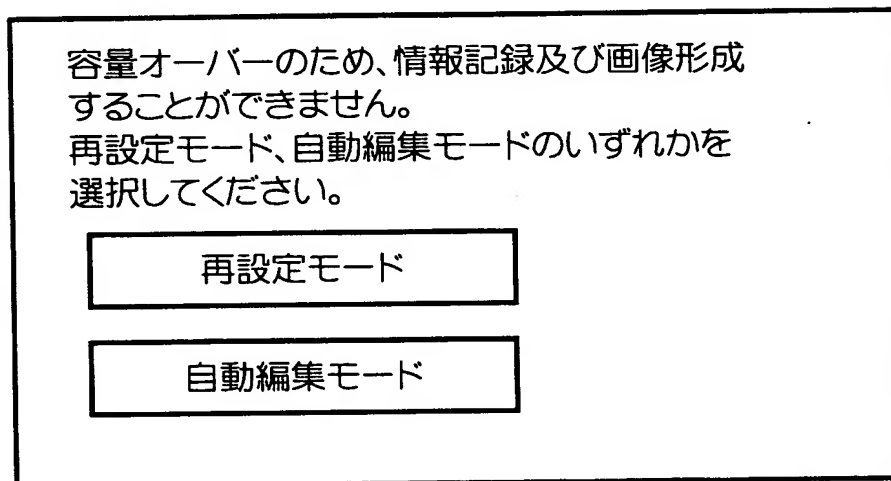 容量オーバーのため、情報記録及び画像形成
することができません。
再設定モード、自動編集モードのいずれかを
選択してください。
再設定モード
自動編集モード